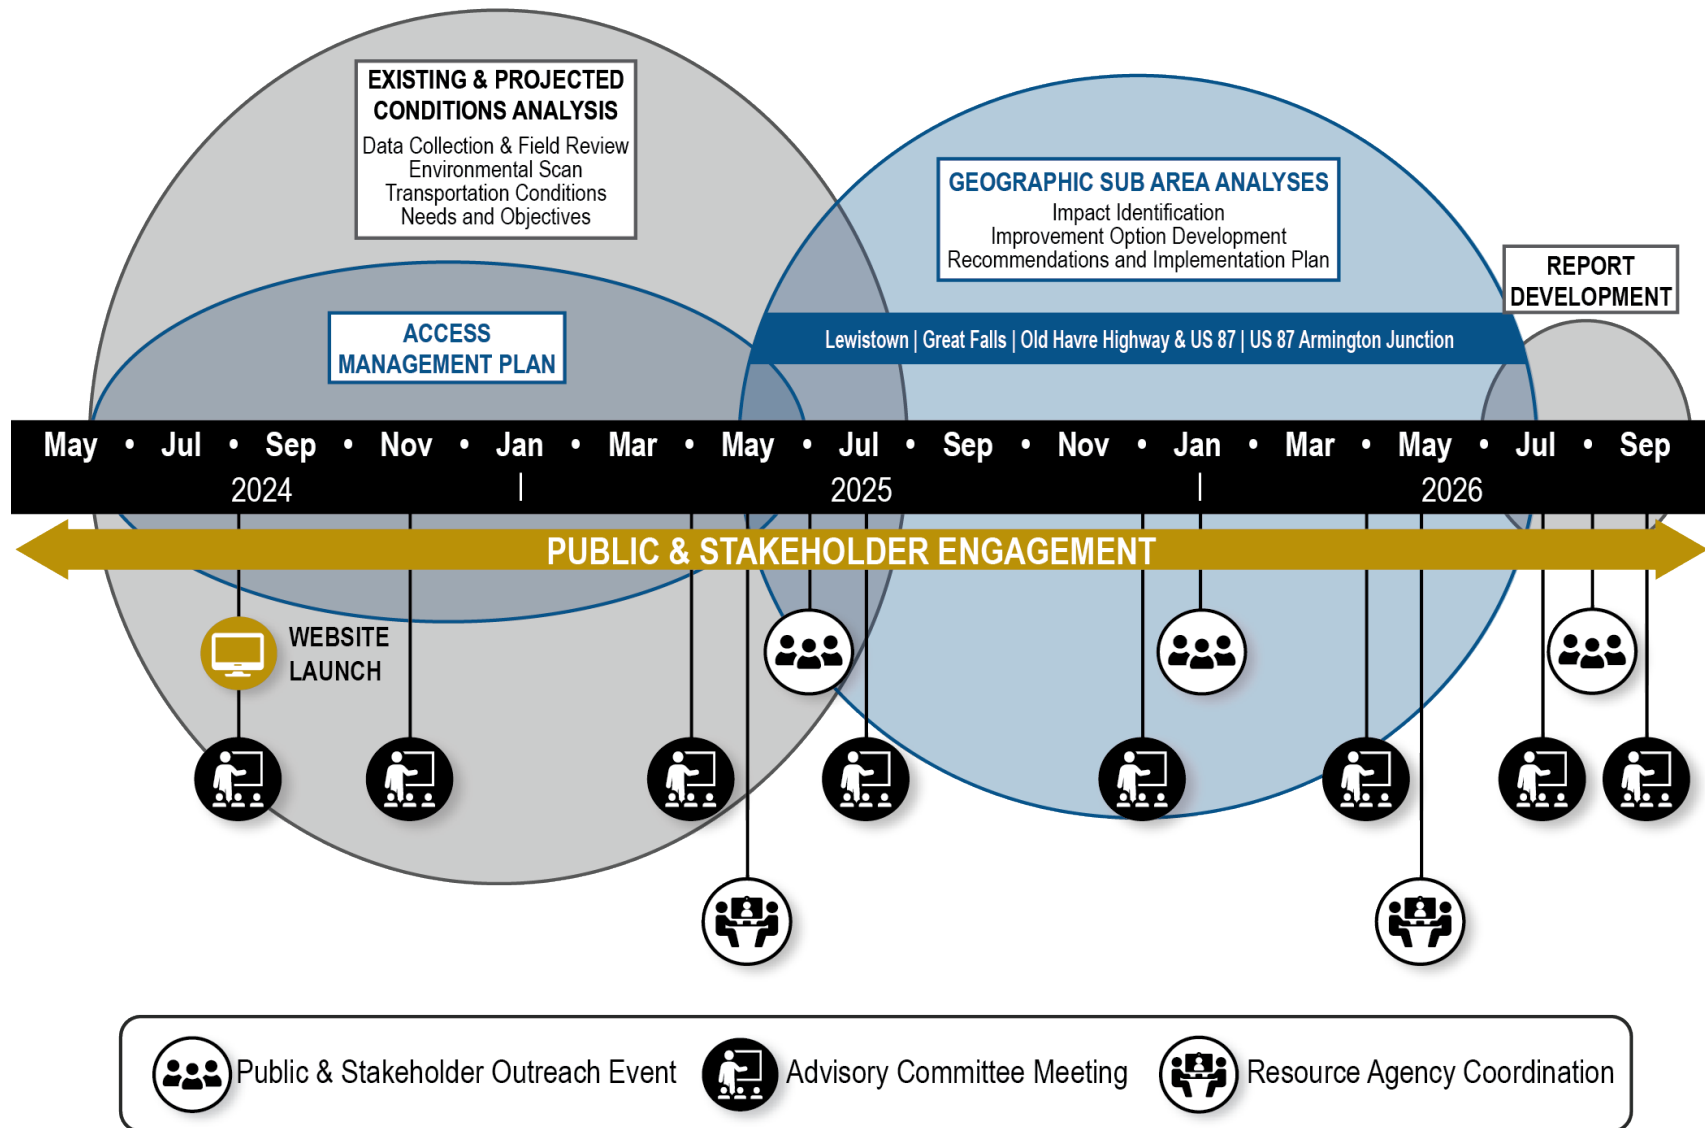 EXISTING & PROJECTED
CONDITIONS ANALYSIS
Data Collection & Field Review
Environmental Scan
Transportation Conditions
Needs and Objectives
GEOGRAPHIC SUB AREA ANALYSES
Impact Identification
Improvement Option Development
Recommendations and Implementation Plan
REPORT
DEVELOPMENT
ACCESS
MANAGEMENT PLAN
Lewistown | Great Falls | Old Havre Highway & US 87 | US 87 Armington Junction
May • Jul • Sep • Nov • Jan • Mar • May • Jul • Sep • Nov • Jan • Mar • May • Jul • Sep
2024 | 2025 | 2026
PUBLIC & STAKEHOLDER ENGAGEMENT
WEBSITE
LAUNCH
Public & Stakeholder Outreach Event
Advisory Committee Meeting
Resource Agency Coordination